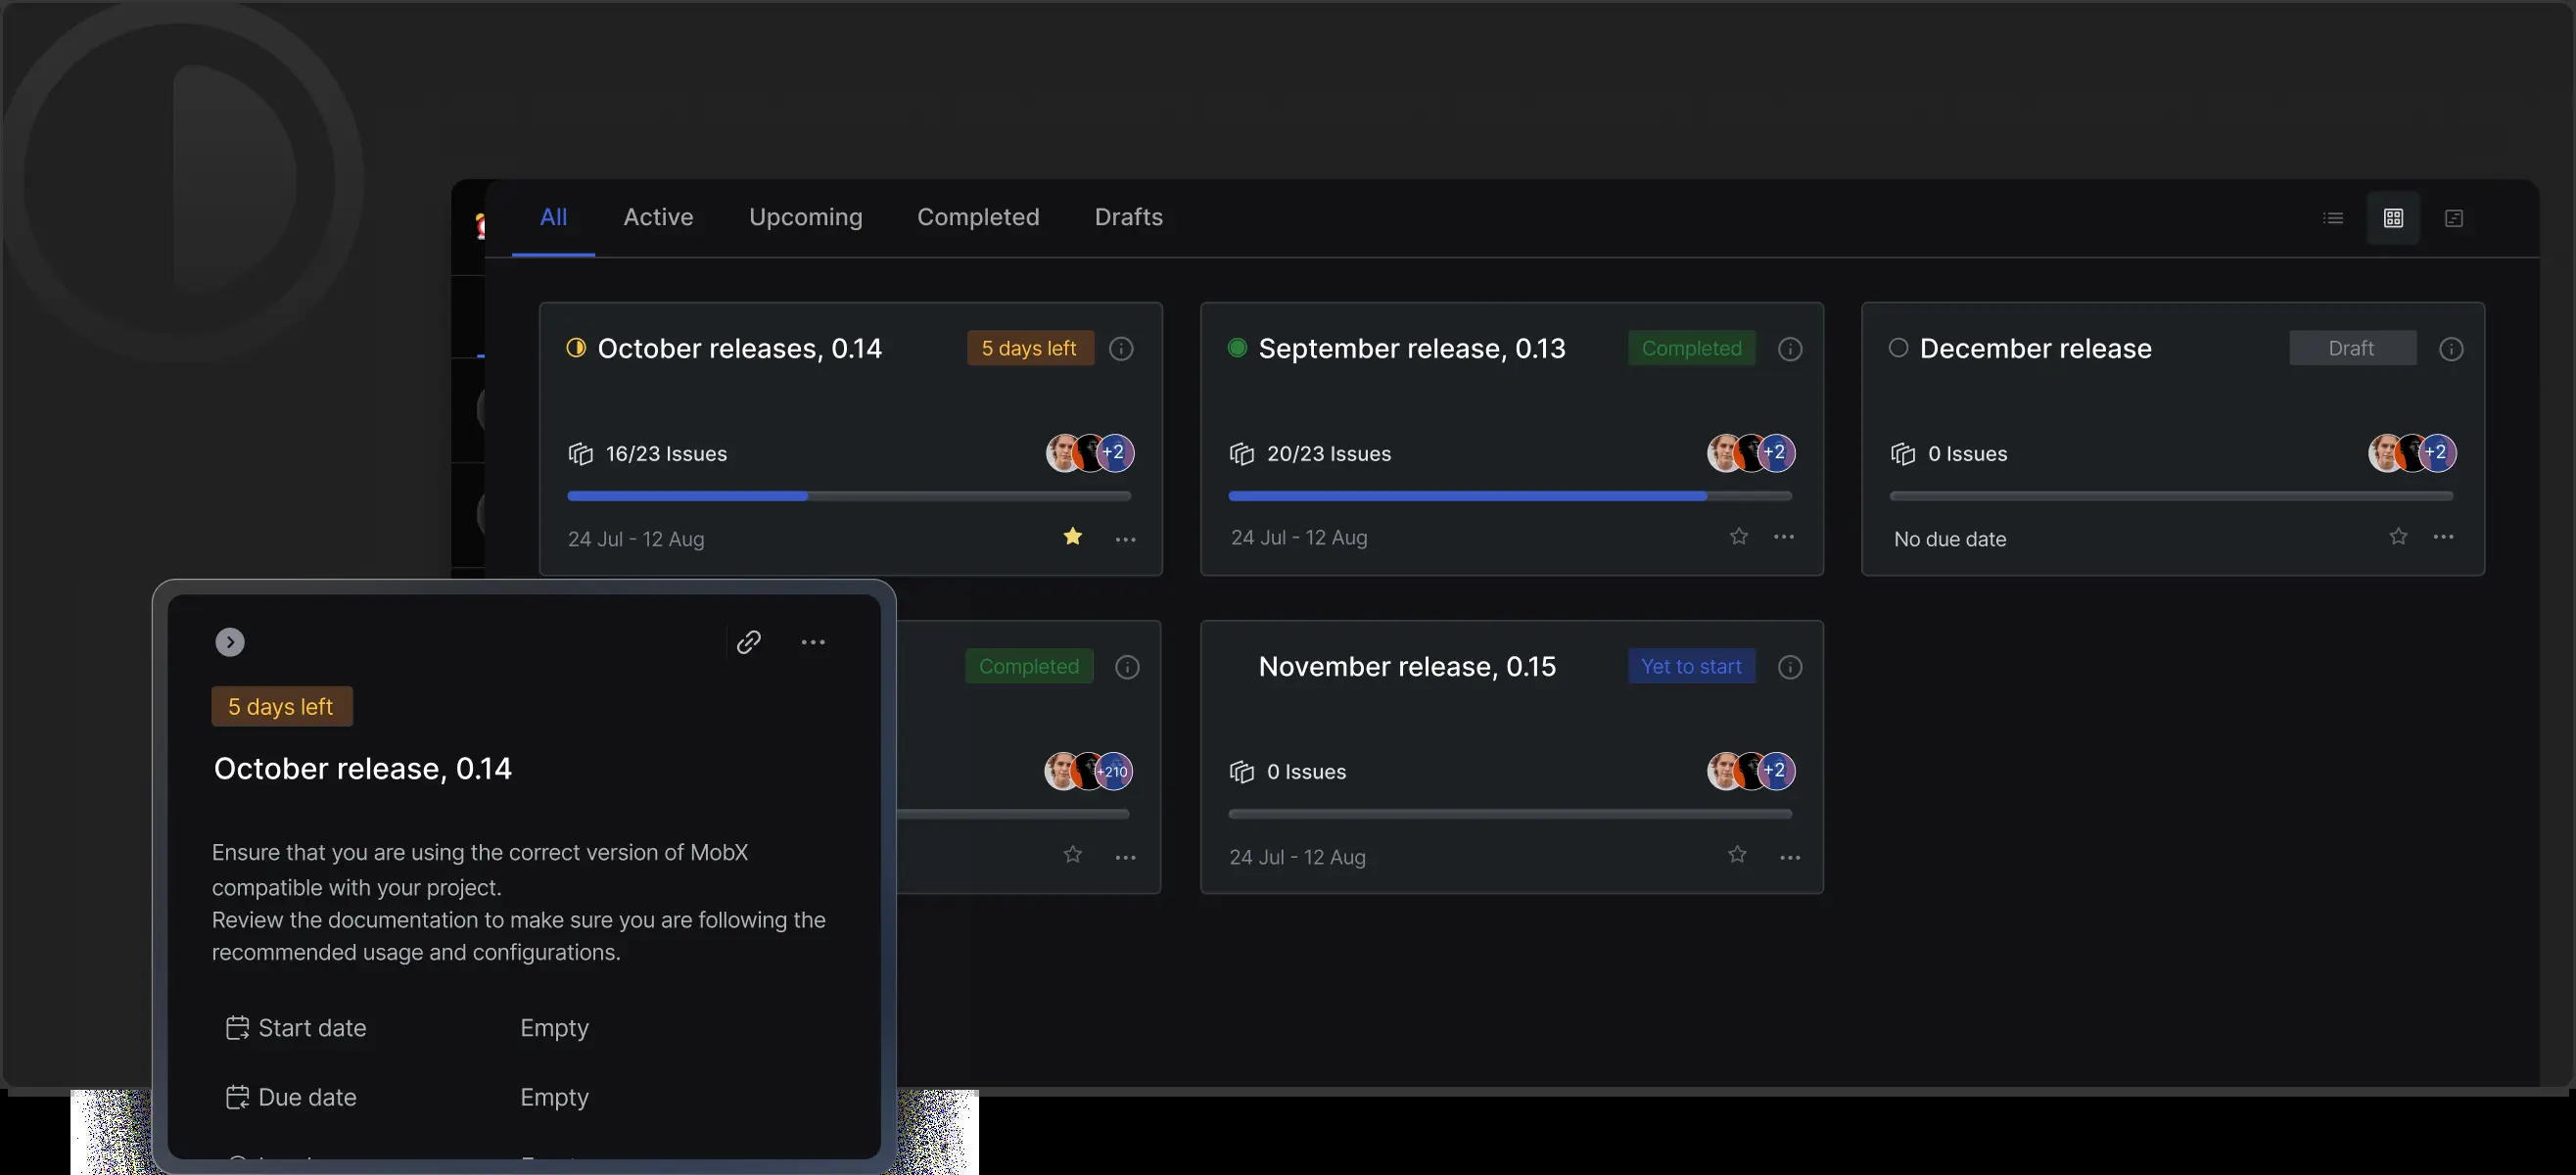 All
Active
Upcoming
Completed
Drafts
October releases, 0.14
5 days left
16/23 Issues
+2
24 Jul - 12 Aug
September release, 0.13
Completed
20/23 Issues
+2
24 Jul - 12 Aug
December release
Draft
0 Issues
+2
No due date
Completed
+210
November release, 0.15
Yet to start
0 Issues
+2
24 Jul - 12 Aug
5 days left
October release, 0.14
Ensure that you are using the correct version of MobX
compatible with your project.
Review the documentation to make sure you are following the
recommended usage and configurations.
Start date
Empty
Due date
Empty